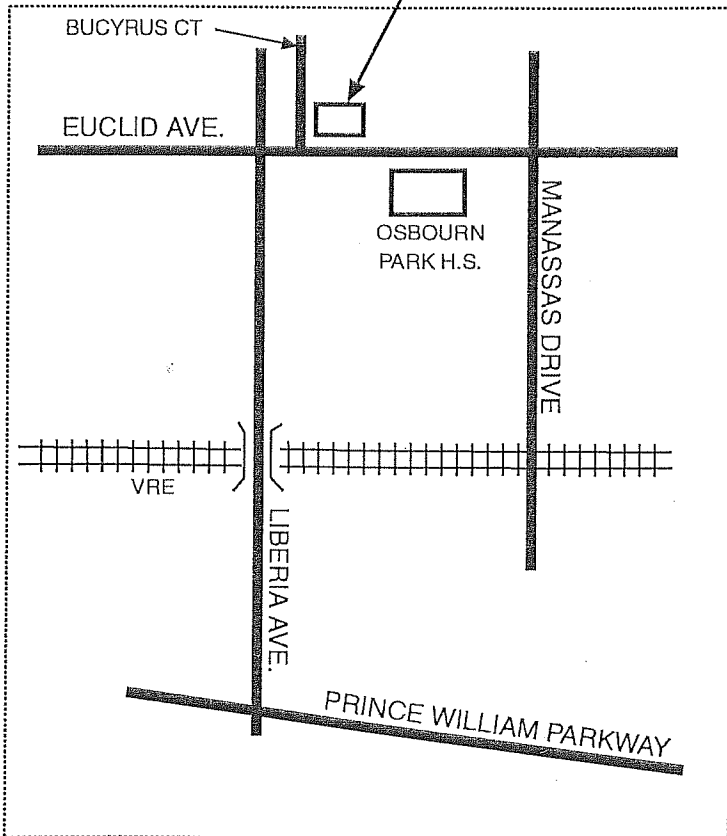 BUCYRUS CT
EUCLID AVE.
OSBOURN
PARK H.S.
MANASSAS DRIVE
VRE
LIBERIA AVE.
PRINCE WILLIAM PARKWAY